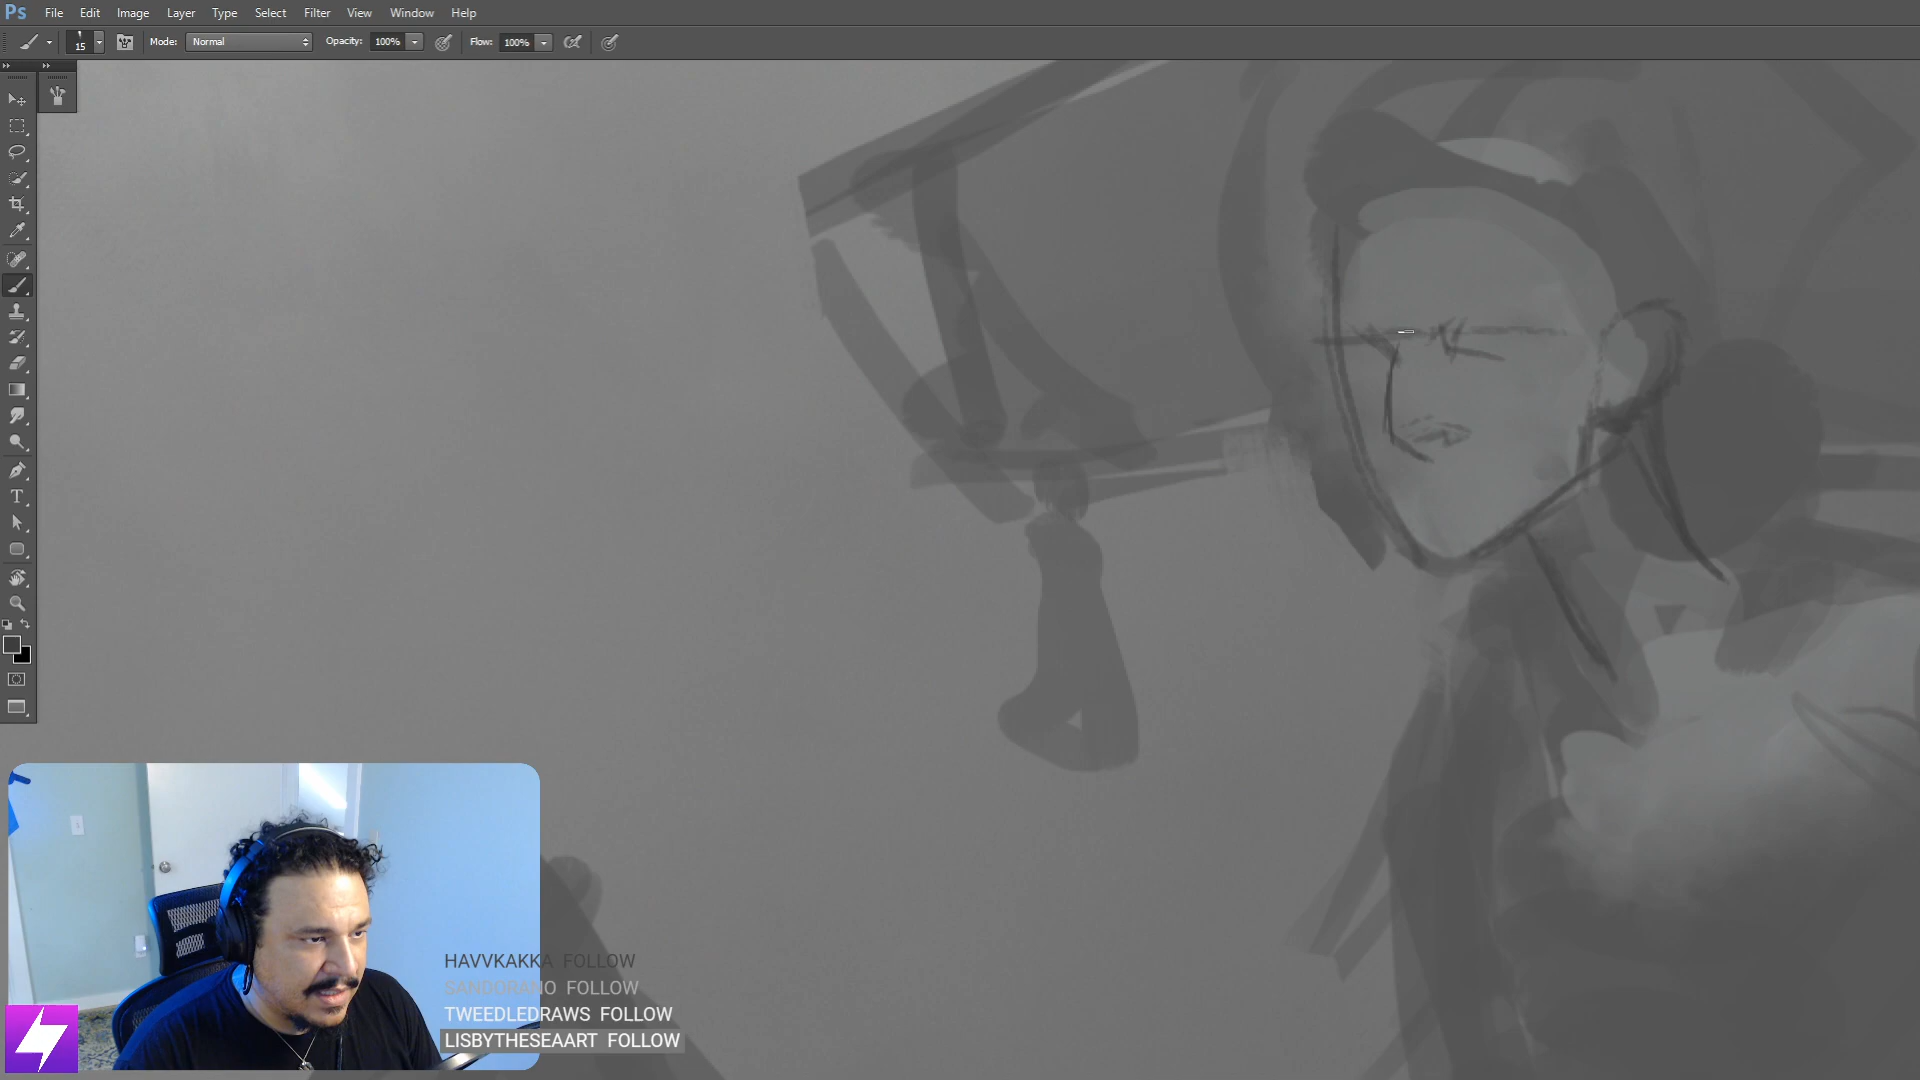 Ps File Edit Image Layer Type Select Filter View Window Help
15 Mode: Normal Opacity: 100% Flow: 100%
T
HAVVKAKKA FOLLOW
SANDORANO FOLLOW
TWEEDLEDRAWS FOLLOW
LISBYTHESEAART FOLLOW